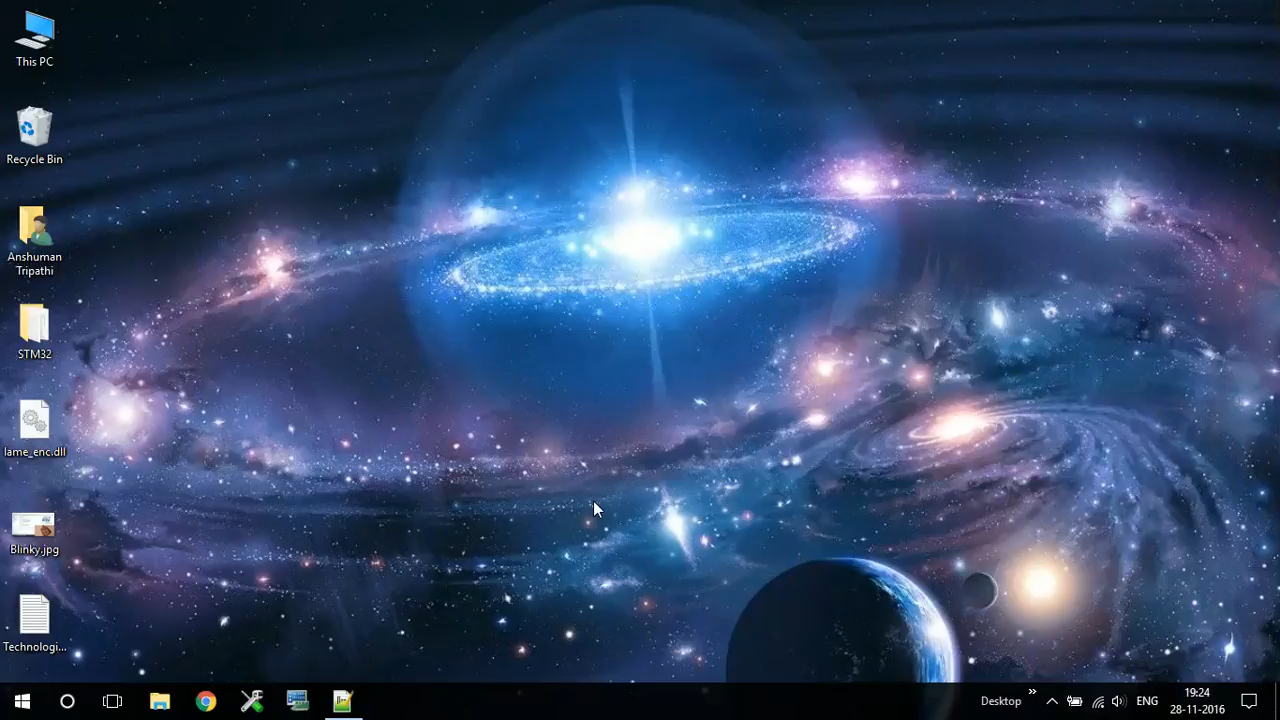 This PC
Recycle Bin
Anshuman
Tripathi
STM32
lame_enc.dll
Blinky.jpg
Technologi...
Desktop
ENG
19:24
28-11-2016